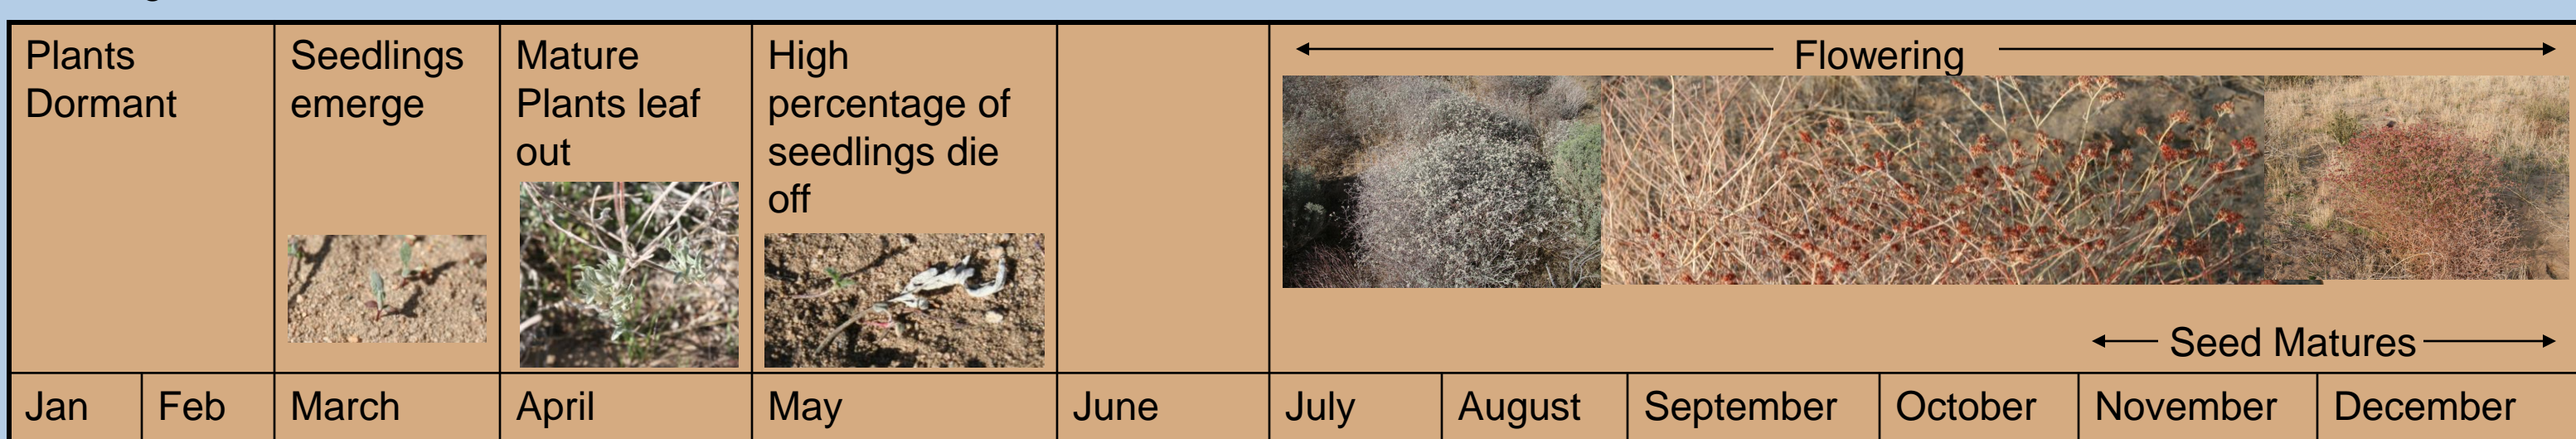 Plants
Dormant
Seedlings
emerge
Mature
Plants leaf
out
High
percentage of
seedlings die
off
Flowering
Seed Matures
Jan
Feb
March
April
May
June
July
August
September
October
November
December